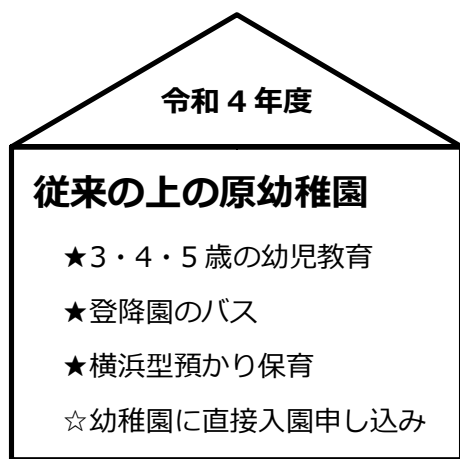 令和４年度
従来の上の原幼稚園
★3・4・5歳の幼児教育
★登降園のバス
★横浜型預かり保育
☆幼稚園に直接入園申し込み